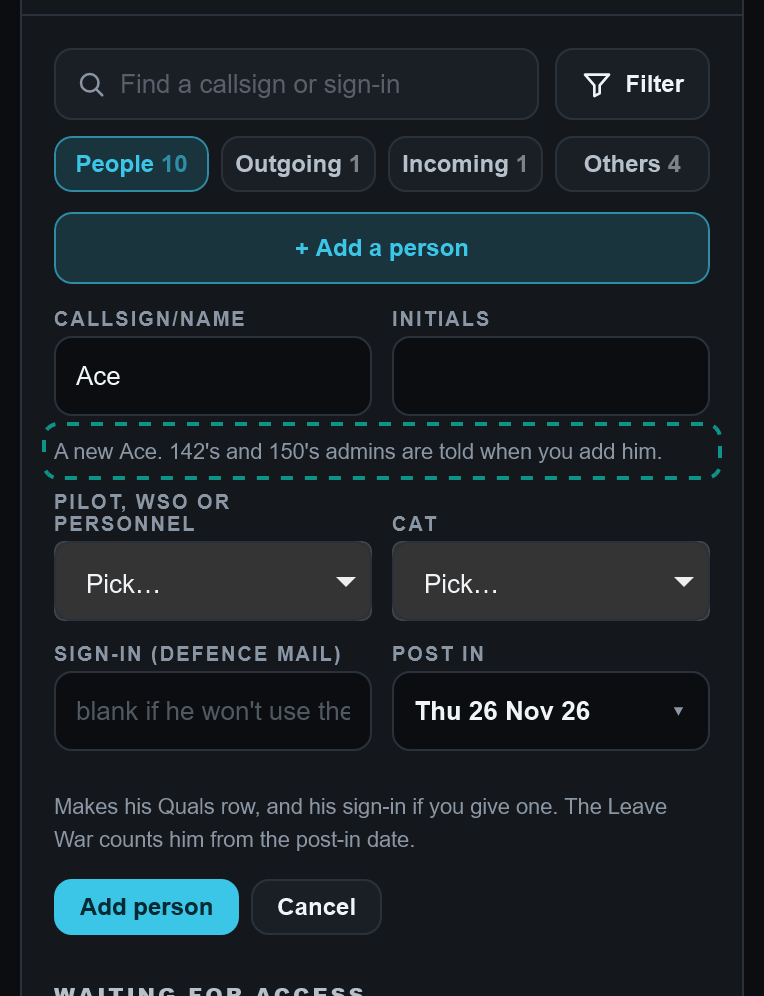 Find a callsign or sign-in
Filter
People 10
Outgoing 1
Incoming 1
Others 4
+ Add a person
CALLSIGN/NAME
INITIALS
Ace
A new Ace. 142's and 150's admins are told when you add him.
PILOT, WSO OR
PERSONNEL
CAT
Pick...
Pick...
SIGN-IN (DEFENCE MAIL)
POST IN
blank if he won't use the
Thu 26 Nov 26
Makes his Quals row, and his sign-in if you give one. The Leave
War counts him from the post-in date.
Add person
Cancel
WAITING FOR ACCESS